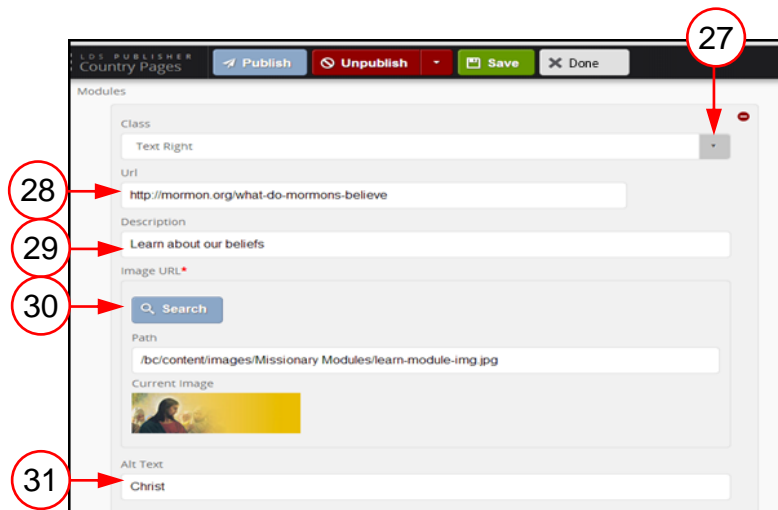 27
LDS PUBLISHER
Country Pages
Publish
Unpublish
Save
Done
Modules
Class
Text Right
Url
28
http://mormon.org/what-do-mormons-believe
Description
29
Learn about our beliefs
Image URL*
30
Search
Path
/bc/content/images/Missionary Modules/learn-module-img.jpg
Current Image
Alt Text
31
Christ